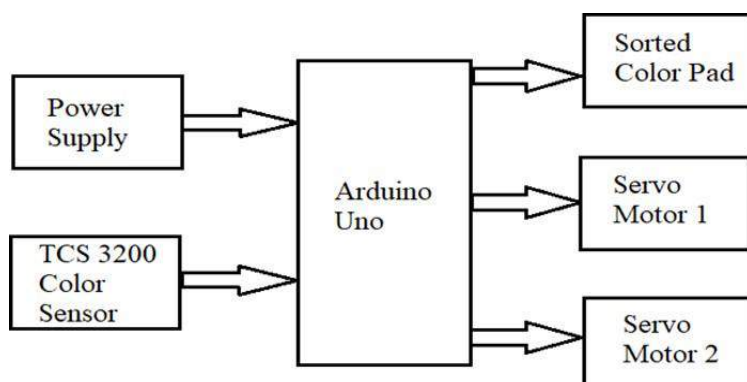 Power
Supply
TCS 3200
Color
Sensor
Arduino
Uno
Sorted
Color Pad
Servo
Motor 1
Servo
Motor 2